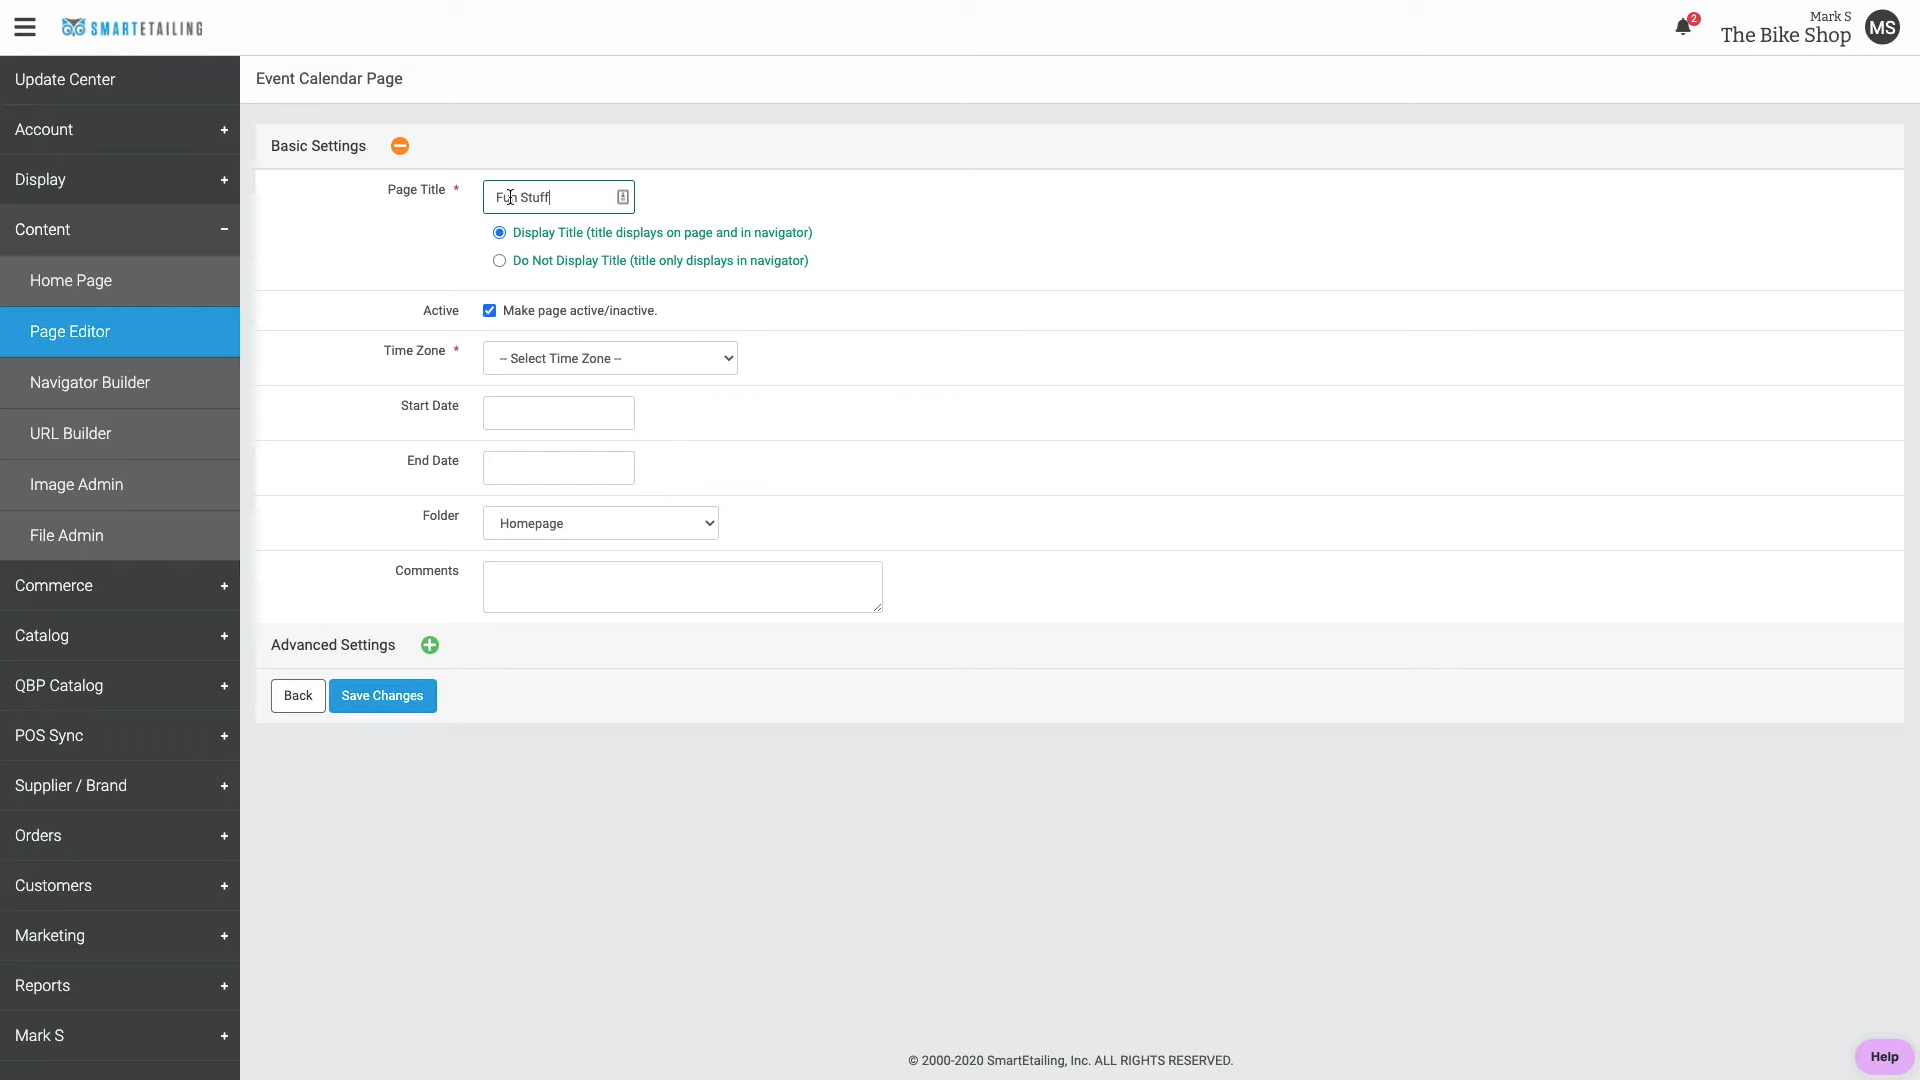 SMARTETAILING
2
Mark S
The Bike Shop
MS
Update Center
Account +
Display +
Content −
Home Page
Page Editor
Navigator Builder
URL Builder
Image Admin
File Admin
Commerce +
Catalog +
QBP Catalog +
POS Sync +
Supplier / Brand +
Orders +
Customers +
Marketing +
Reports +
Mark S +
Event Calendar Page
Basic Settings
Page Title *
Fun Stuff
Display Title (title displays on page and in navigator)
Do Not Display Title (title only displays in navigator)
Active
Make page active/inactive.
Time Zone *
-- Select Time Zone --
Start Date
End Date
Folder
Homepage
Comments
Advanced Settings
Back
Save Changes
© 2000-2020 SmartEtailing, Inc. ALL RIGHTS RESERVED.
Help